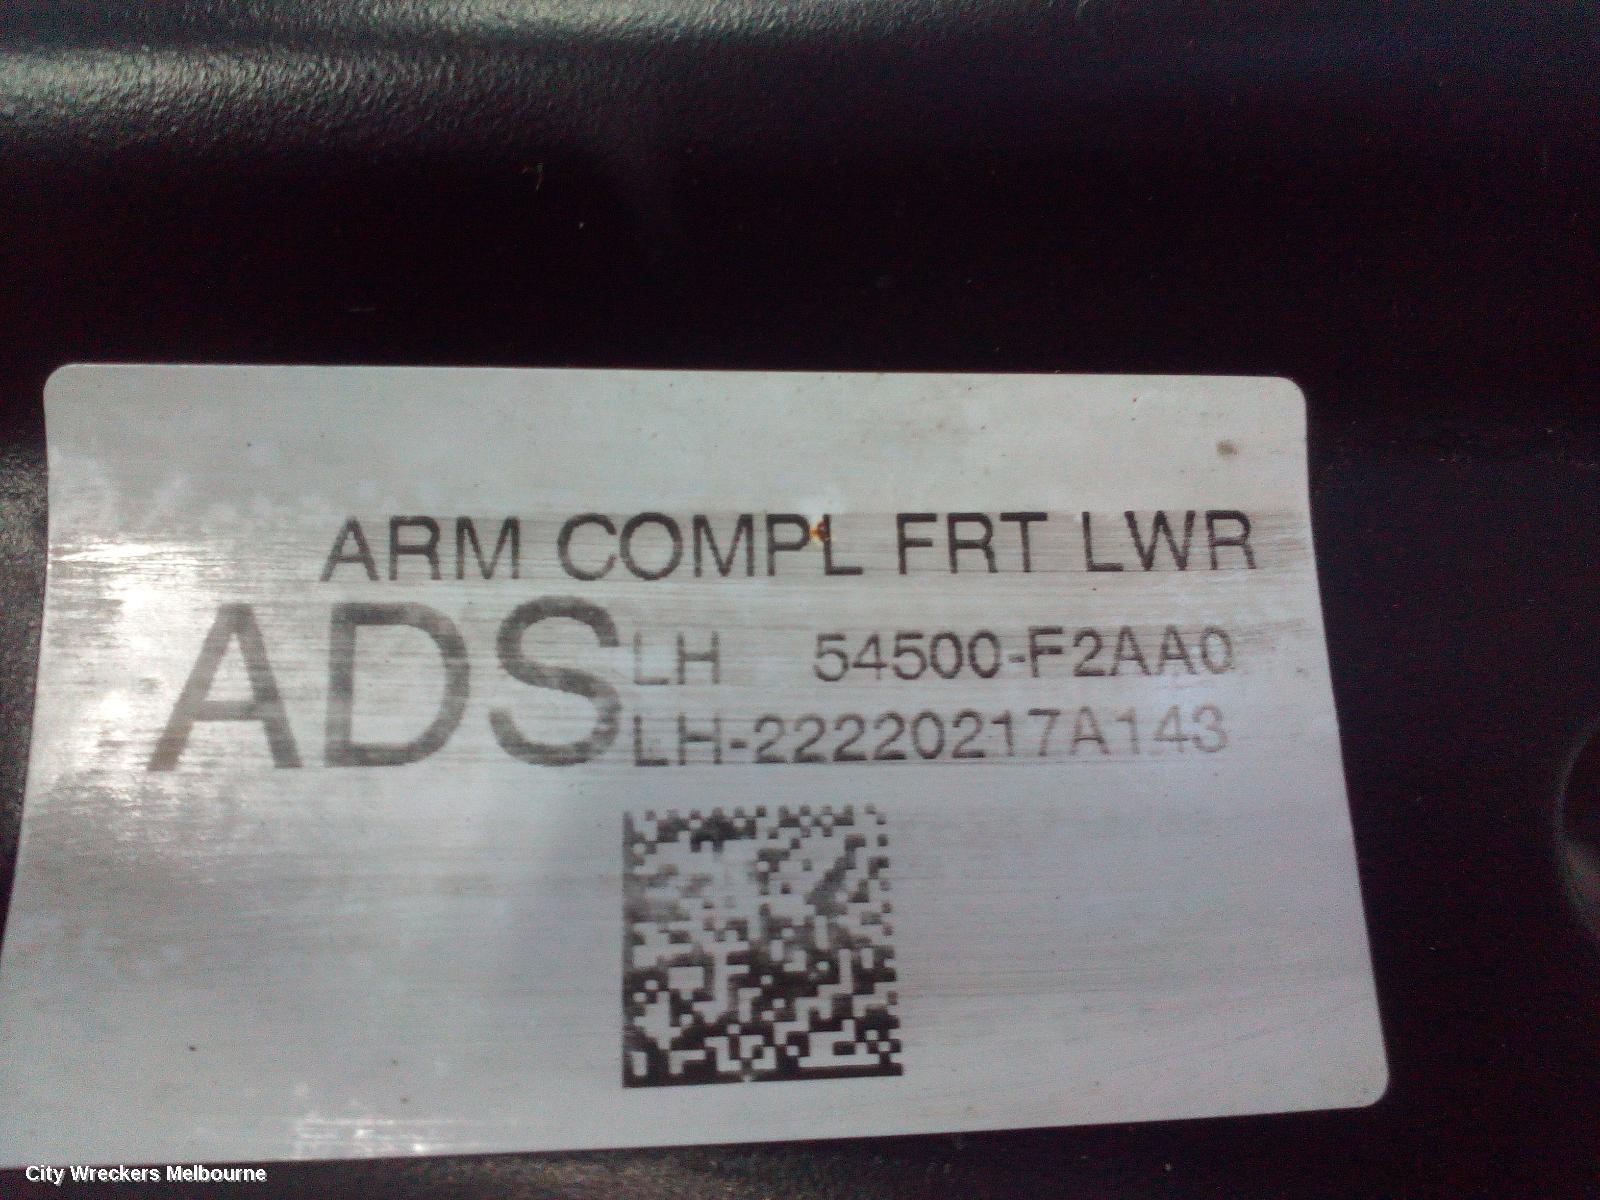 ARM COMPL FRT LWR
ADS
LH 54500-F2AA0
LH-22220217A143
City Wreckers Melbourne